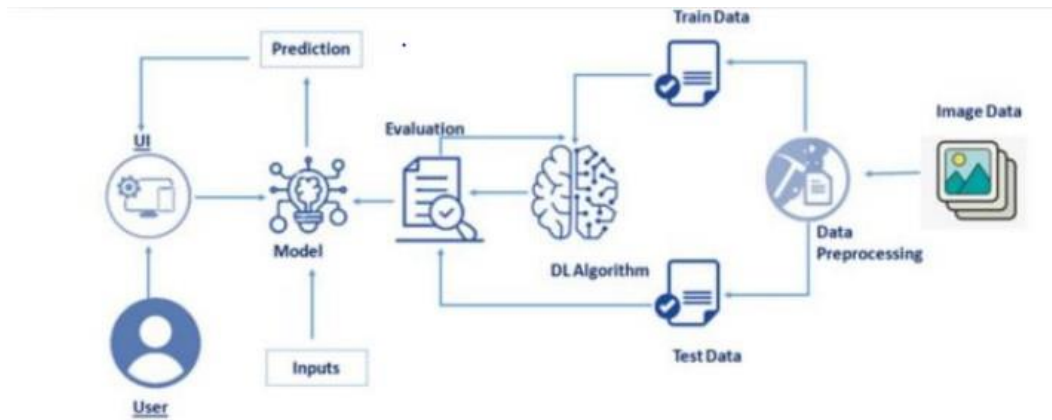 Train Data
Prediction
Image Data
Evaluation
UI
Data
Preprocessing
Model
DL Algorithm
Inputs
Test Data
User